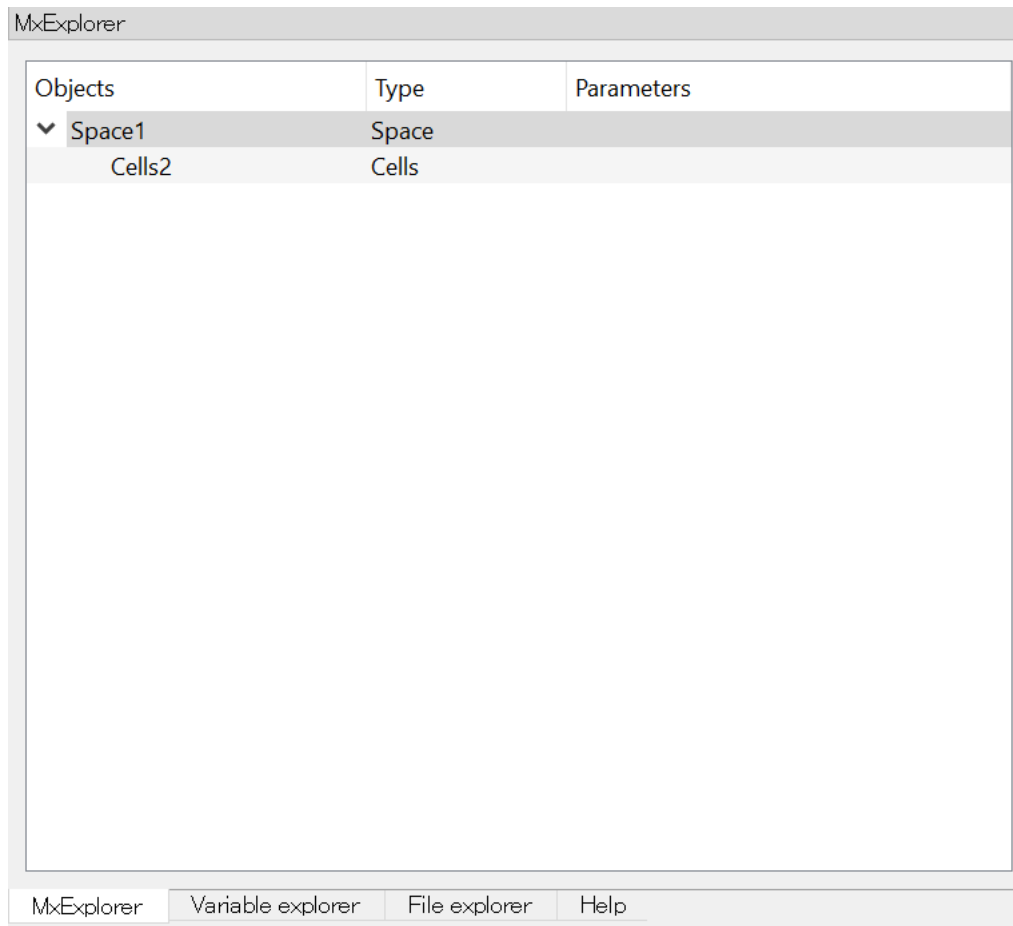 MxExplorer
Objects Type Parameters
Space1 Space
Cells2 Cells
MxExplorer Variable explorer File explorer Help